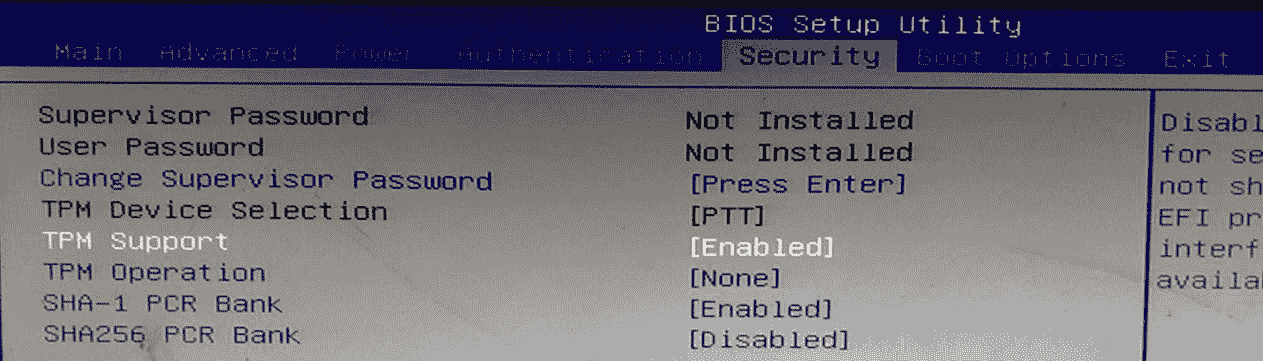 BIOS Setup Utility
Main Advanced Power Authentication Security Boot Options Exit
Supervisor Password Not Installed
User Password Not Installed
Change Supervisor Password [Press Enter]
TPM Device Selection [PTT]
TPM Support [Enabled]
TPM Operation [None]
SHA-1 PCR Bank [Enabled]
SHA256 PCR Bank [Disabled]
Disabl
for se
not sh
EFI pr
interf
availa